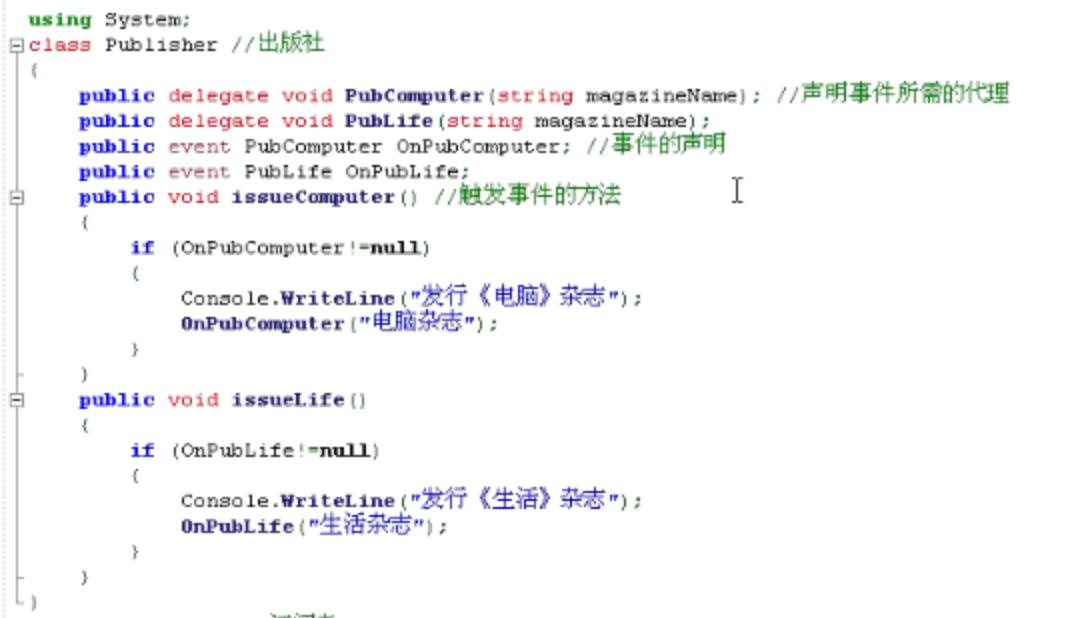 using System;
class Publisher //出版社
{
public delegate void PubComputer(string magazineName); //声明事件所需的代理
public delegate void PubLife(string magazineName);
public event PubComputer OnPubComputer; //事件的声明
public event PubLife OnPubLife;
public void issueComputer() //触发事件的方法
{
if (OnPubComputer!=null)
{
Console.WriteLine("发行《电脑》杂志");
OnPubComputer("电脑杂志");
}
}
public void issueLife()
{
if (OnPubLife!=null)
{
Console.WriteLine("发行《生活》杂志");
OnPubLife("生活杂志");
}
}
}